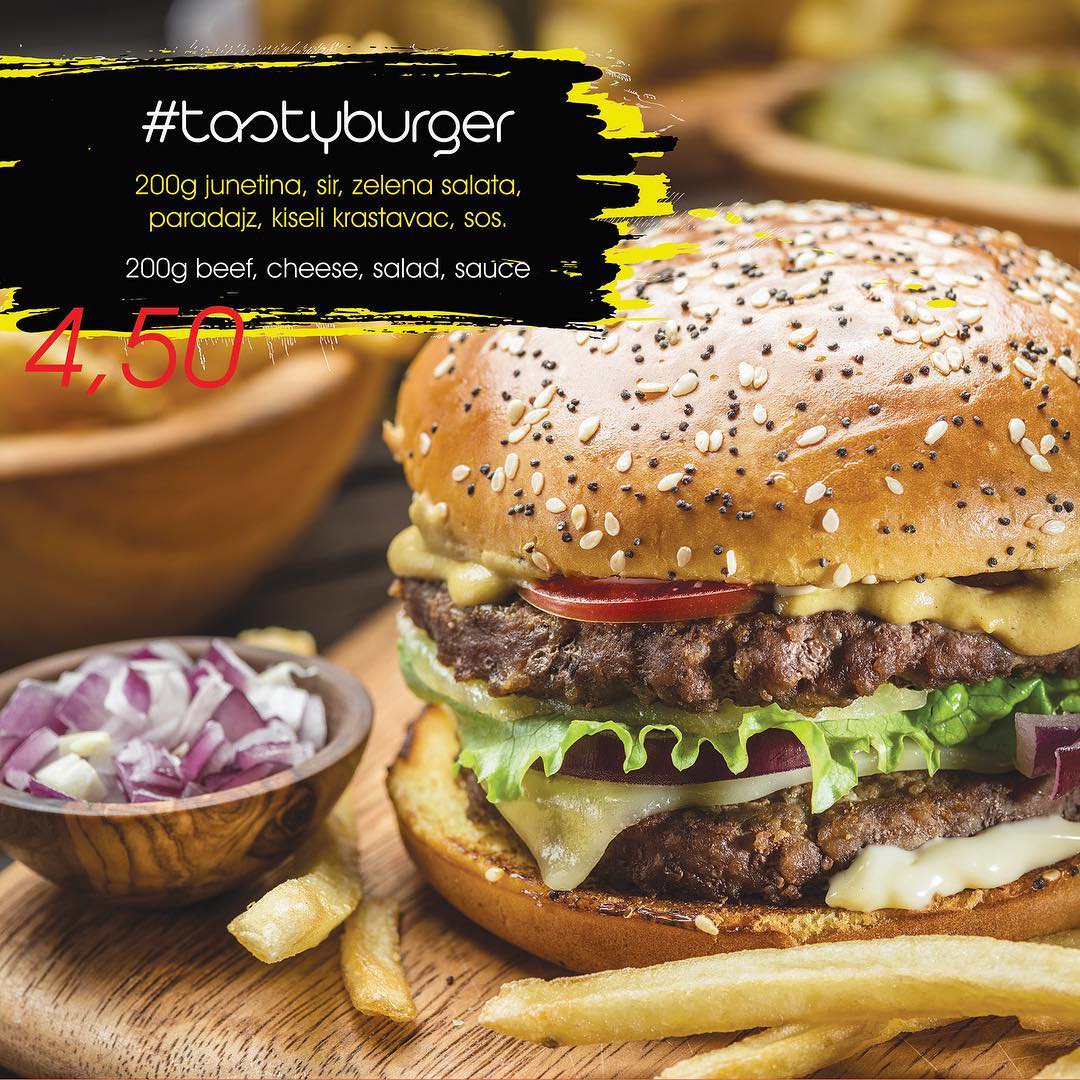 #tastyburger
200g junetina, sir, zelena salata,
paradajz, kiseli krastavac, sos.
200g beef, cheese, salad, sauce
4,50